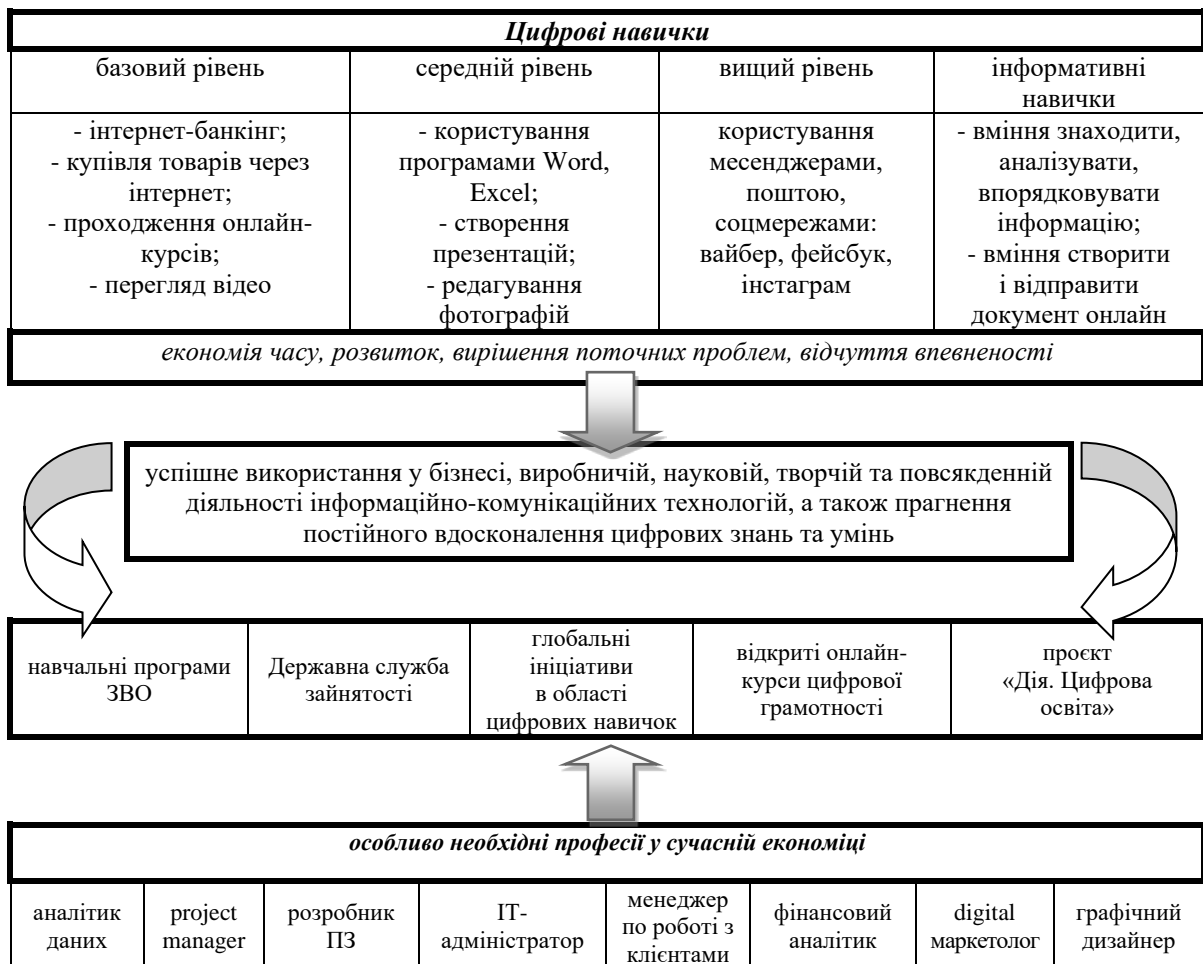 Цифрові навички
базовий рівень
середній рівень
вищий рівень
інформативні
навички
- інтернет-банкінг;
- купівля товарів через
інтернет;
- проходження онлайн-
курсів;
- перегляд відео
- користування
програмами Word,
Excel;
- створення
презентацій;
- редагування
фотографій
користування
месенджерами,
поштою,
соцмережами:
вайбер, фейсбук,
інстаграм
- вміння знаходити,
аналізувати,
впорядковувати
інформацію;
- вміння створити
і відправити
документ онлайн
економія часу, розвиток, вирішення поточних проблем, відчуття впевненості
успішне використання у бізнесі, виробничій, науковій, творчій та повсякденній
діяльності інформаційно-комунікаційних технологій, а також прагнення
постійного вдосконалення цифрових знань та умінь
навчальні програми
ЗВО
Державна служба
зайнятості
глобальні
ініціативи
в області
цифрових навичок
відкриті онлайн-
курси цифрової
грамотності
проєкт
«Дія. Цифрова
освіта»
особливо необхідні професії у сучасній економіці
аналітик
даних
project
manager
розробник
ПЗ
ІТ-
адміністратор
менеджер
по роботі з
клієнтами
фінансовий
аналітик
digital
маркетолог
графічний
дизайнер